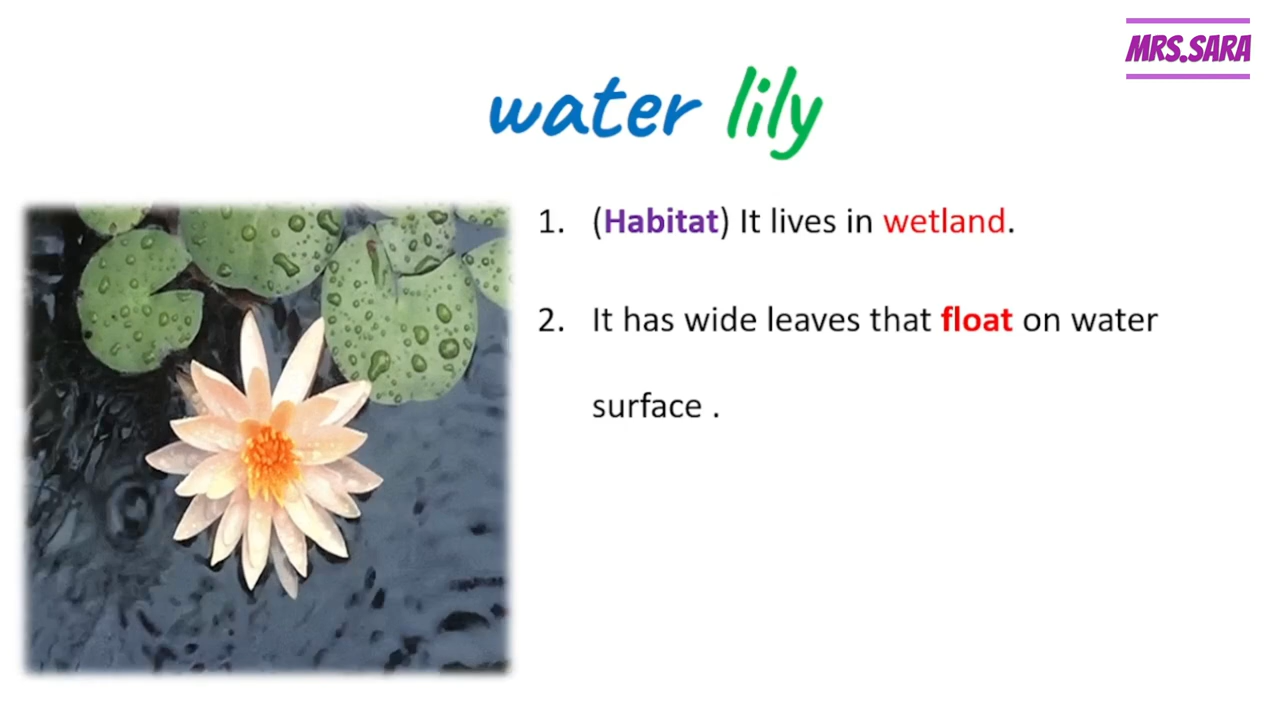 MRS.SARA
water lily
1. (Habitat) It lives in wetland.
2. It has wide leaves that float on water
surface .